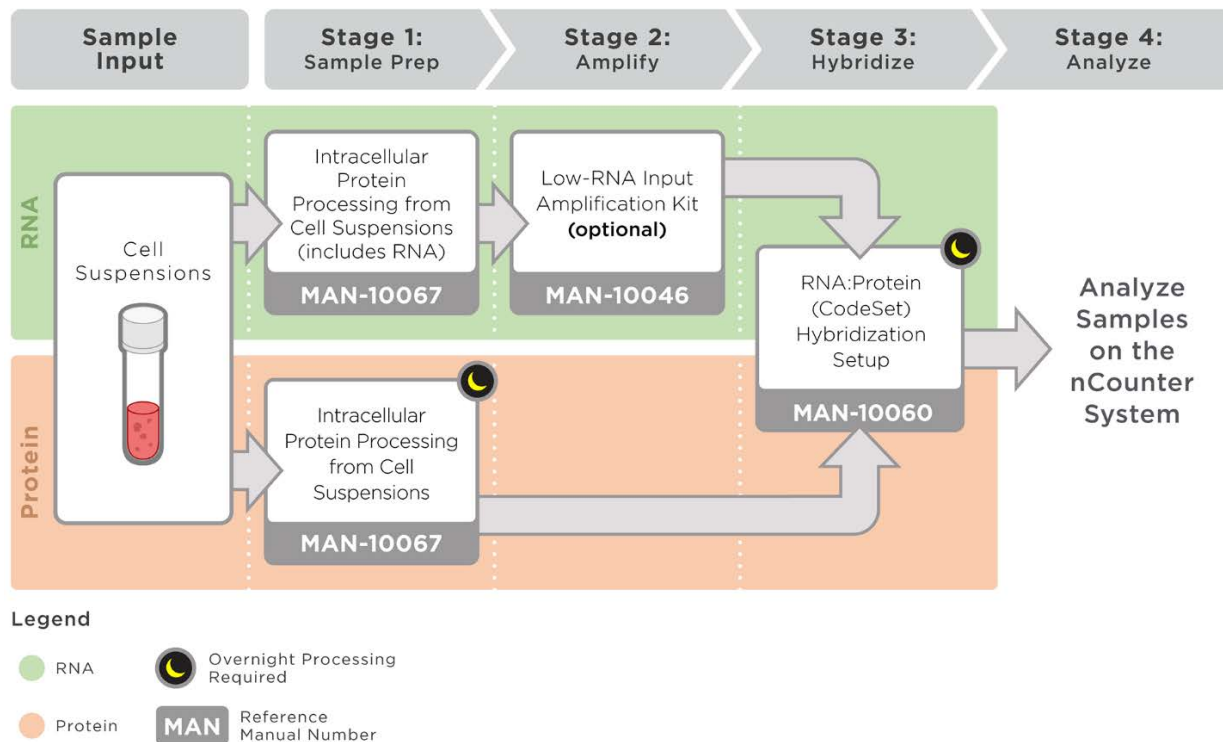 Sample
Input
Stage 1:
Sample Prep
Stage 2:
Amplify
Stage 3:
Hybridize
Stage 4:
Analyze
RNA
Cell
Suspensions
Intracellular
Protein
Processing from
Cell Suspensions
(includes RNA)
MAN-10067
Low-RNA Input
Amplification Kit
(optional)
MAN-10046
RNA:Protein
(CodeSet)
Hybridization
Setup
MAN-10060
Analyze
Samples
on the
nCounter
System
Protein
Intracellular
Protein Processing
from Cell
Suspensions
MAN-10067
Legend
RNA
Overnight Processing
Required
Protein
MAN
Reference
Manual Number